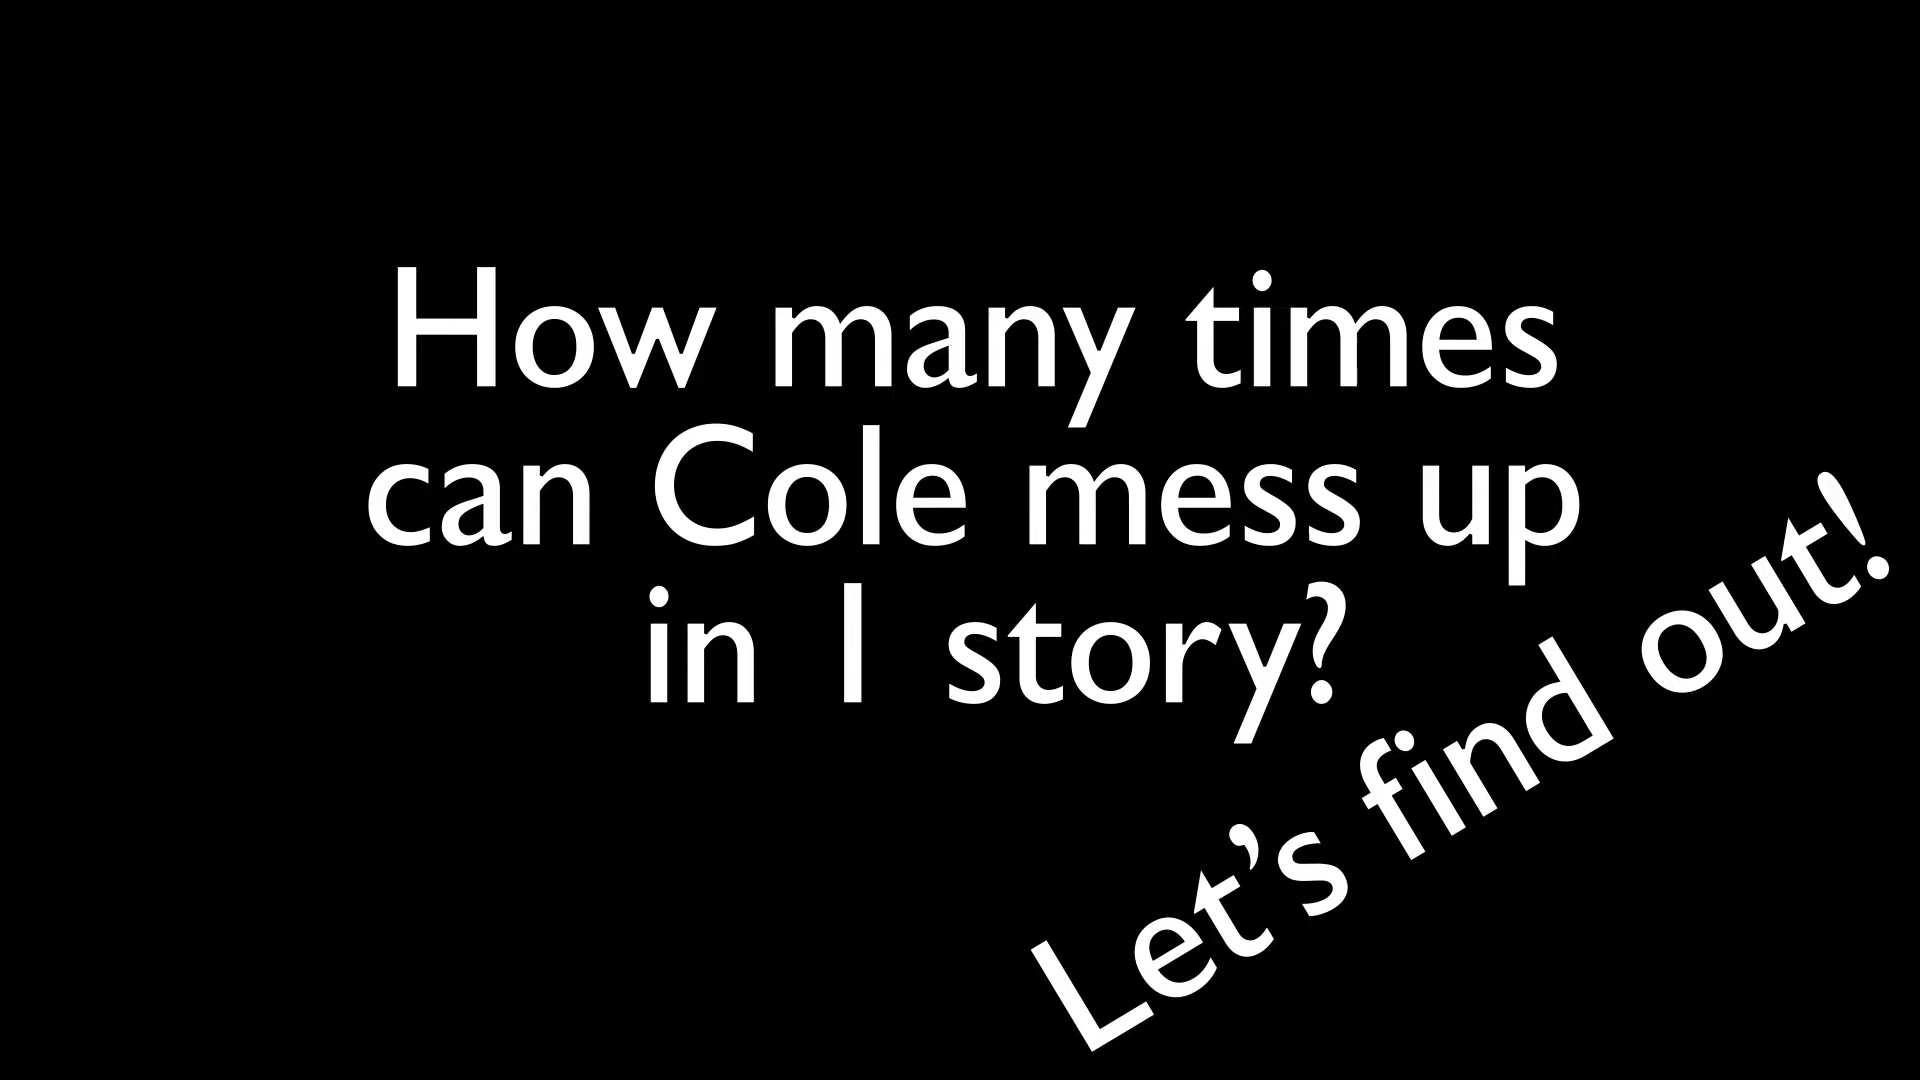 How many times
can Cole mess up
in 1 story?
Let's find out!